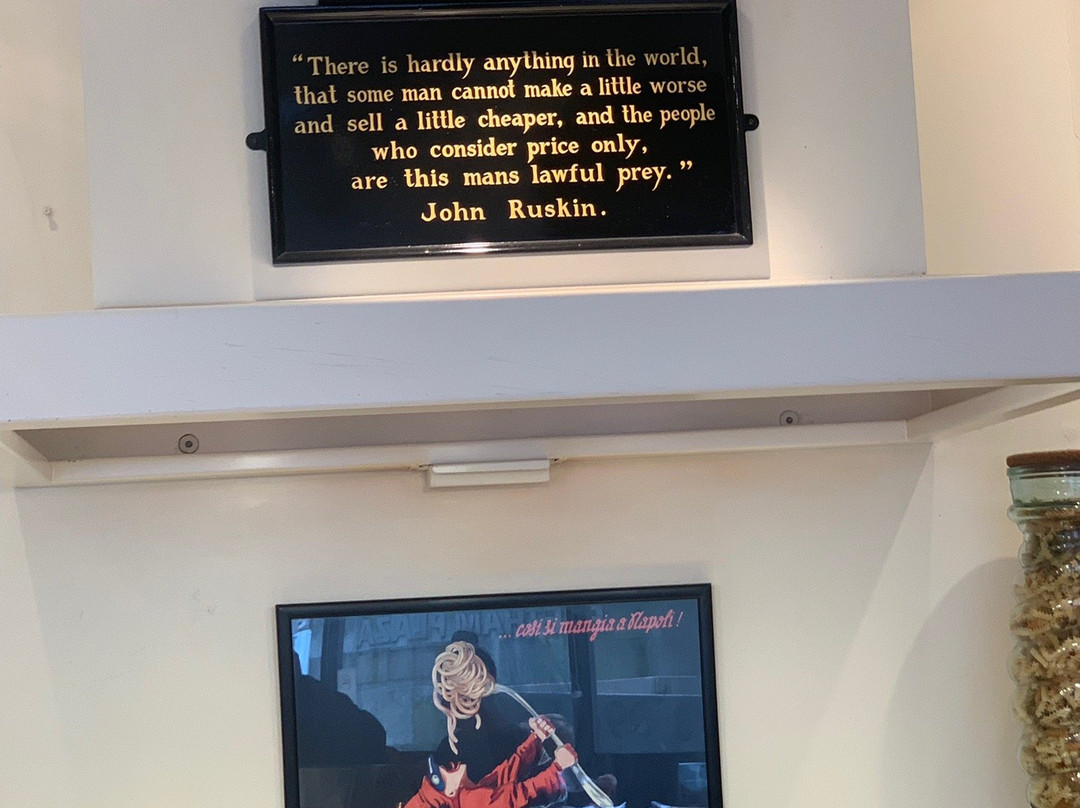 “There is hardly anything in the world,
that some man cannot make a little worse
and sell a little cheaper, and the people
who consider price only,
are this mans lawful prey.”
John Ruskin.
... così si mangia a Napoli!